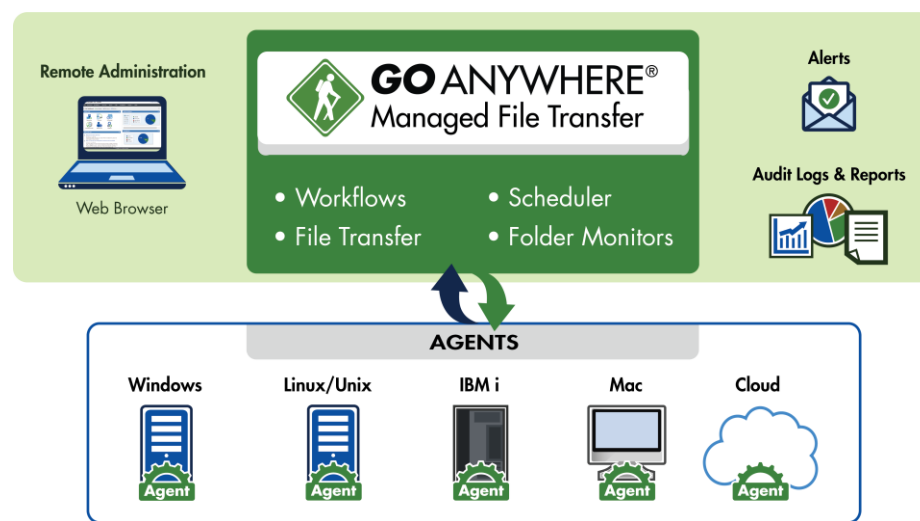 Remote Administration
Web Browser
GO ANYWHERE®
Managed File Transfer
• Workflows
• Scheduler
• File Transfer
• Folder Monitors
Alerts
Audit Logs & Reports
AGENTS
Windows
Linux/Unix
IBM i
Mac
Cloud
Agent
Agent
Agent
Agent
Agent